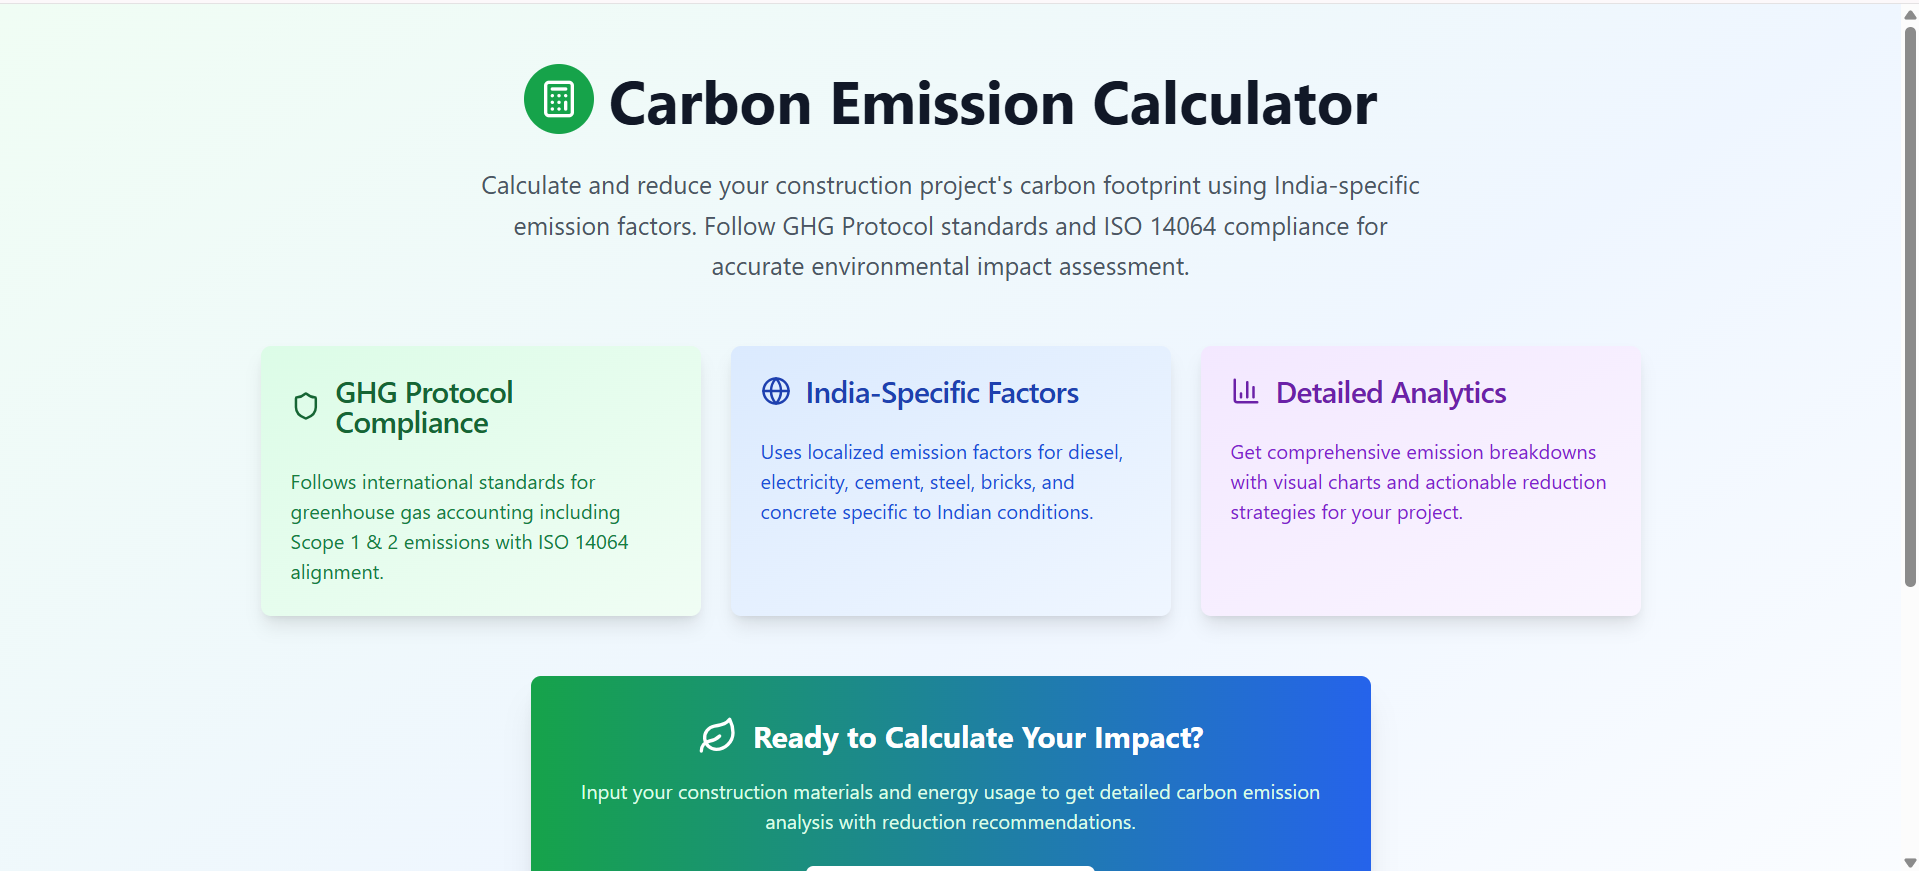 Carbon Emission Calculator
Calculate and reduce your construction project's carbon footprint using India-specific
emission factors. Follow GHG Protocol standards and ISO 14064 compliance for
accurate environmental impact assessment.
GHG Protocol
Compliance
Follows international standards for
greenhouse gas accounting including
Scope 1 & 2 emissions with ISO 14064
alignment.
India-Specific Factors
Uses localized emission factors for diesel,
electricity, cement, steel, bricks, and
concrete specific to Indian conditions.
Detailed Analytics
Get comprehensive emission breakdowns
with visual charts and actionable reduction
strategies for your project.
Ready to Calculate Your Impact?
Input your construction materials and energy usage to get detailed carbon emission
analysis with reduction recommendations.